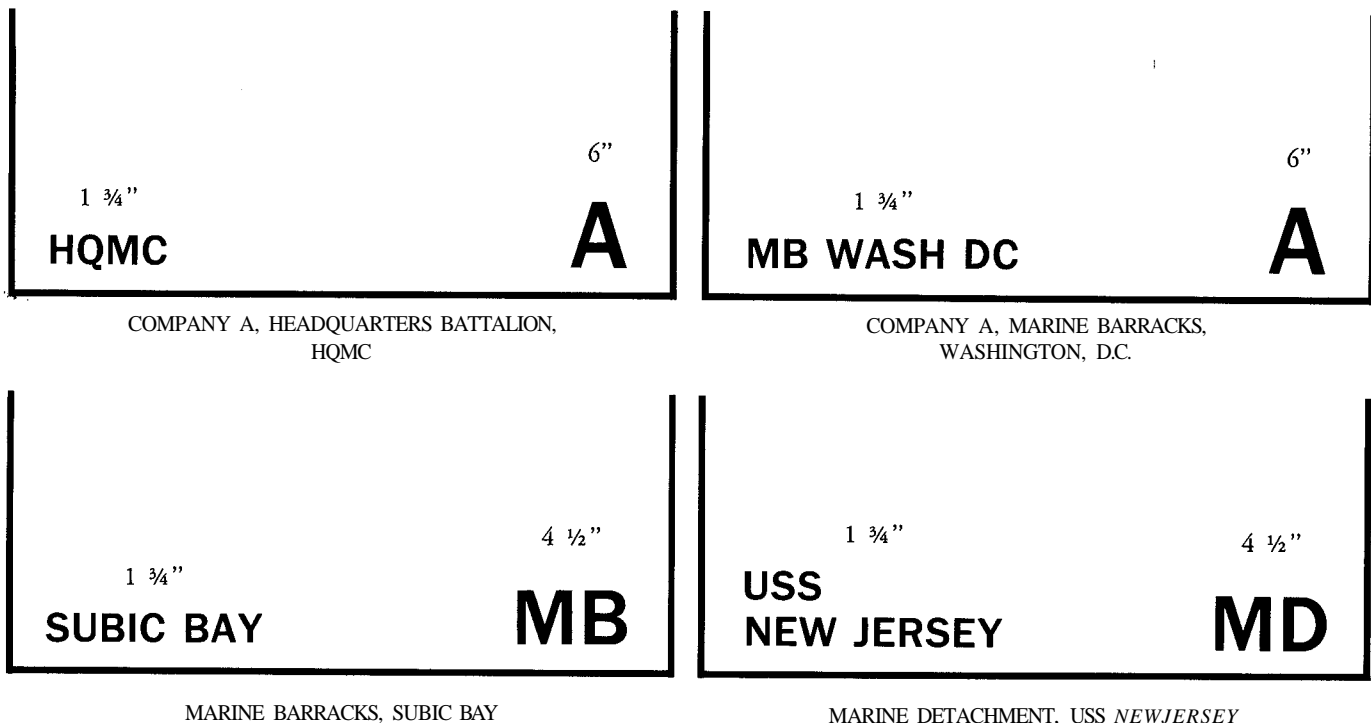 6”
1 ¾”
HQMC
A
COMPANY A, HEADQUARTERS BATTALION,
HQMC
6”
1 ¾”
MB WASH DC
A
COMPANY A, MARINE BARRACKS,
WASHINGTON, D.C.
4 ½”
1 ¾”
SUBIC BAY
MB
MARINE BARRACKS, SUBIC BAY
1 ¾”
4 ½”
USS
NEW JERSEY
MD
MARINE DETACHMENT, USS NEWJERSEY